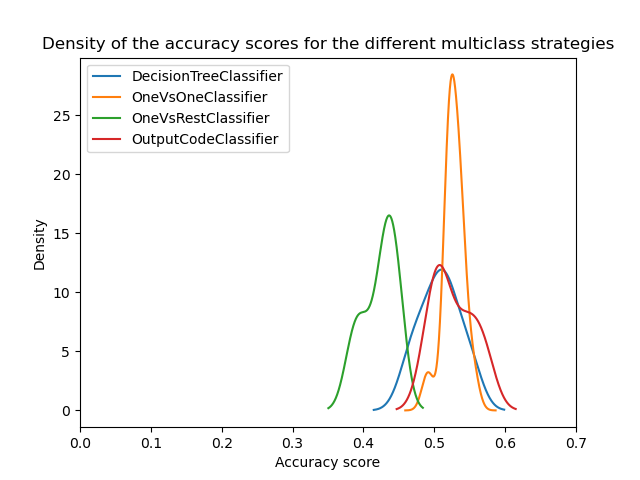 Density of the accuracy scores for the different multiclass strategies
DecisionTreeClassifier
OneVsOneClassifier
OneVsRestClassifier
OutputCodeClassifier
Density
25
20
15
10
5
0
0.0 0.1 0.2 0.3 0.4 0.5 0.6 0.7
Accuracy score